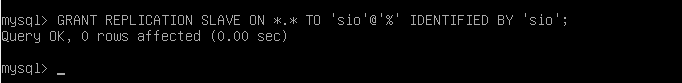 mysql> GRANT REPLICATION SLAVE ON *.* TO 'sio'@'%' IDENTIFIED BY 'sio';
Query OK, 0 rows affected (0.00 sec)
mysql> _